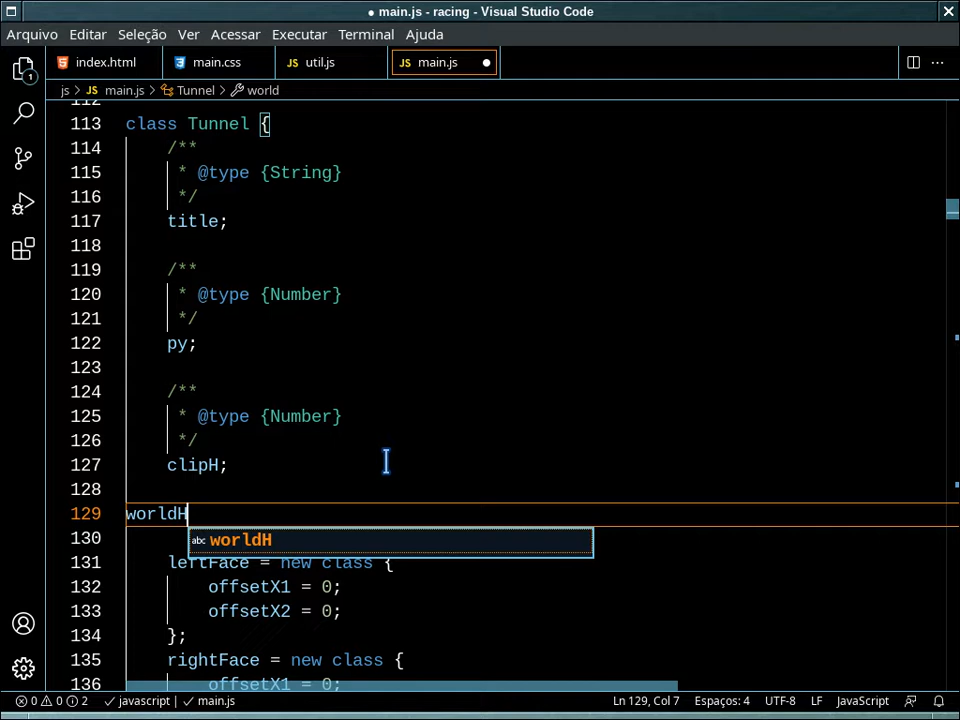 ● main.js - racing - Visual Studio Code
Arquivo Editar Seleção Ver Acessar Executar Terminal Ajuda
index.html main.css JS util.js JS main.js
js > JS main.js > Tunnel > world
112
113 class Tunnel {
114 /**
115 * @type {String}
116 */
117 title;
118
119 /**
120 * @type {Number}
121 */
122 py;
123
124 /**
125 * @type {Number}
126 */
127 clipH;
128
129 worldH
130 abc worldH
131 leftFace = new class {
132 offsetX1 = 0;
133 offsetX2 = 0;
134 };
135 rightFace = new class {
136 offsetX1 = 0;
1
0 0 2 javascript main.js Ln 129, Col 7 Espaços: 4 UTF-8 LF JavaScript